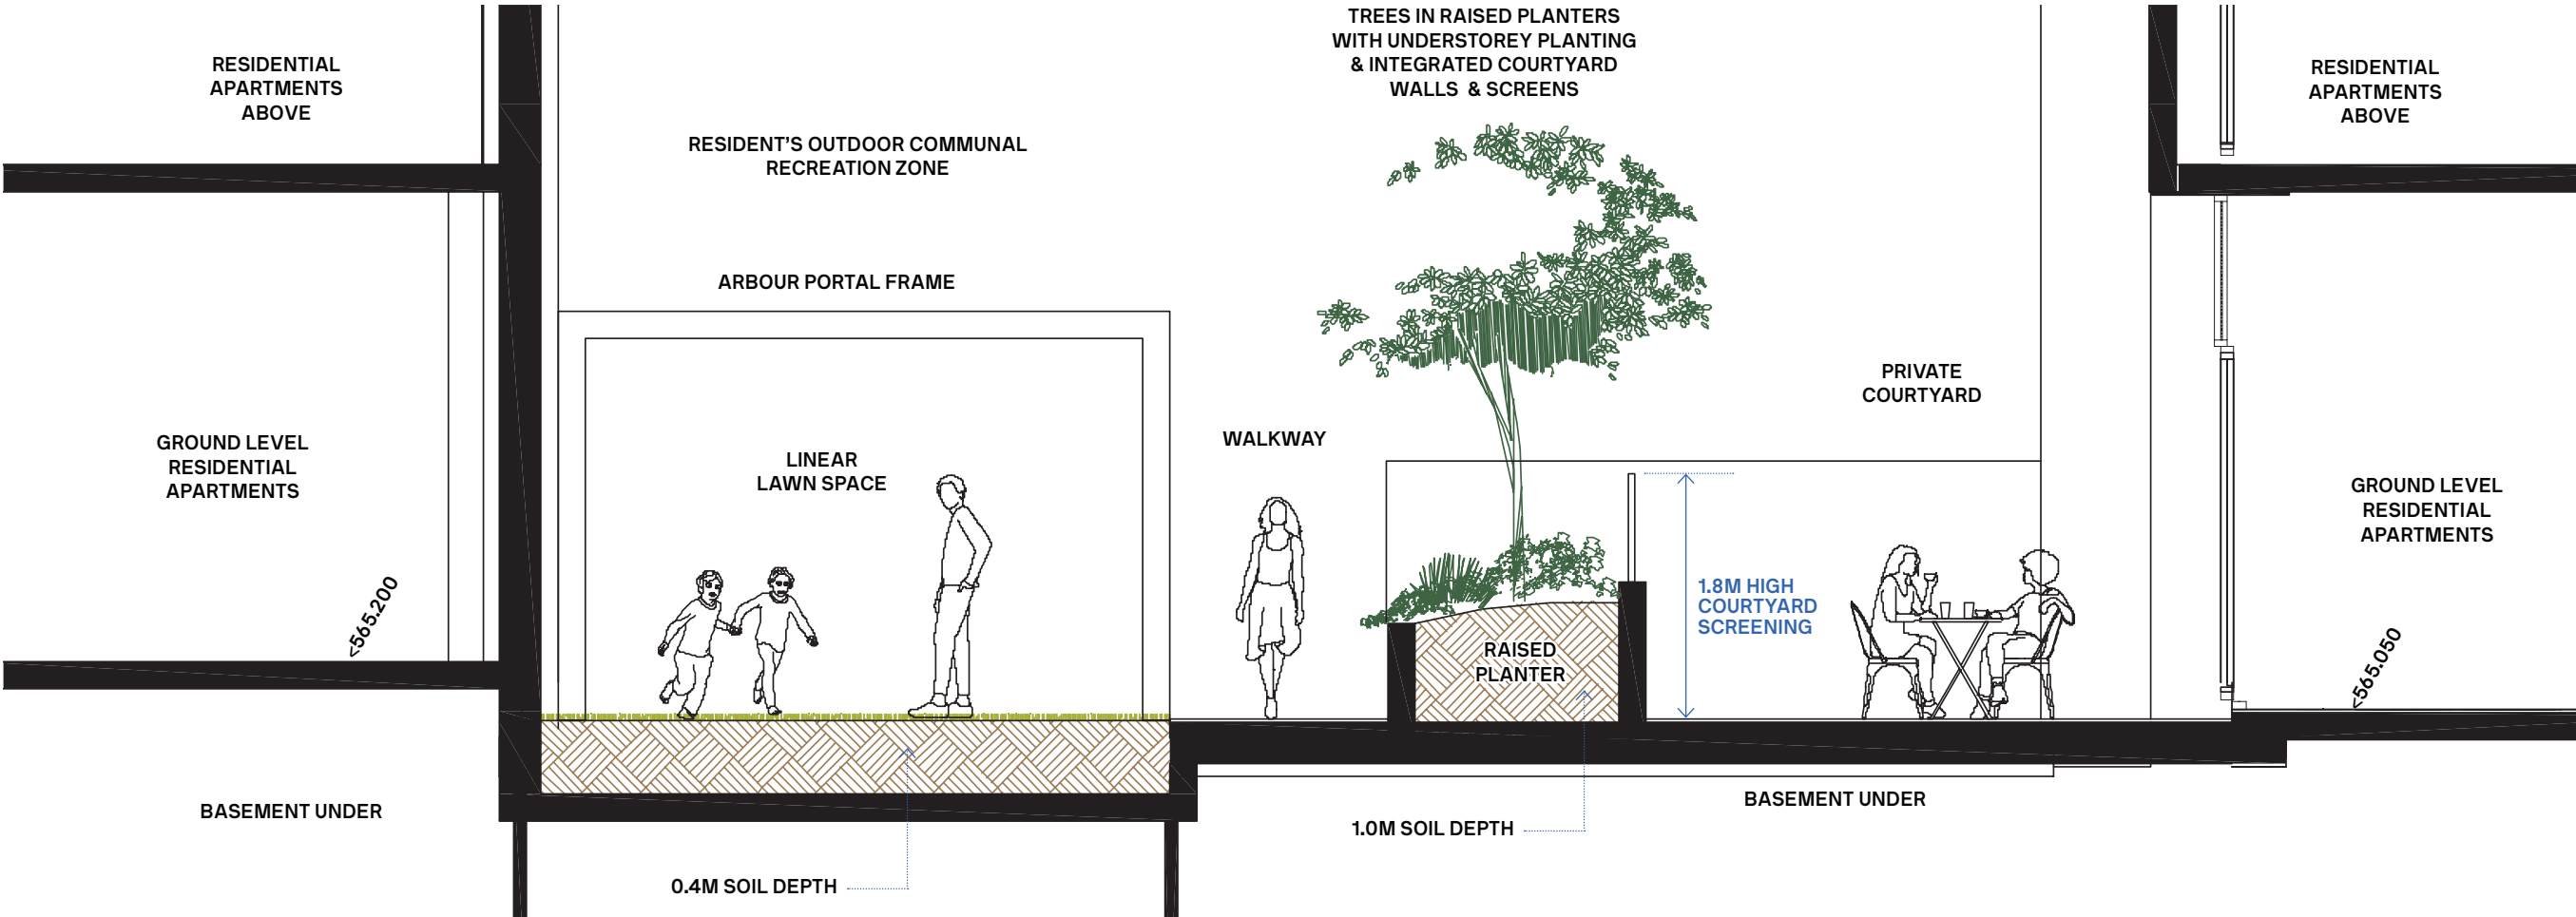 RESIDENTIAL
APARTMENTS
ABOVE
RESIDENT’S OUTDOOR COMMUNAL
RECREATION ZONE
TREES IN RAISED PLANTERS
WITH UNDERSTOREY PLANTING
& INTEGRATED COURTYARD
WALLS & SCREENS
RESIDENTIAL
APARTMENTS
ABOVE
ARBOUR PORTAL FRAME
PRIVATE
COURTYARD
WALKWAY
GROUND LEVEL
RESIDENTIAL
APARTMENTS
LINEAR
LAWN SPACE
GROUND LEVEL
RESIDENTIAL
APARTMENTS
<565.200
1.8M HIGH
COURTYARD
SCREENING
RAISED
PLANTER
<565.050
BASEMENT UNDER
BASEMENT UNDER
1.0M SOIL DEPTH
0.4M SOIL DEPTH